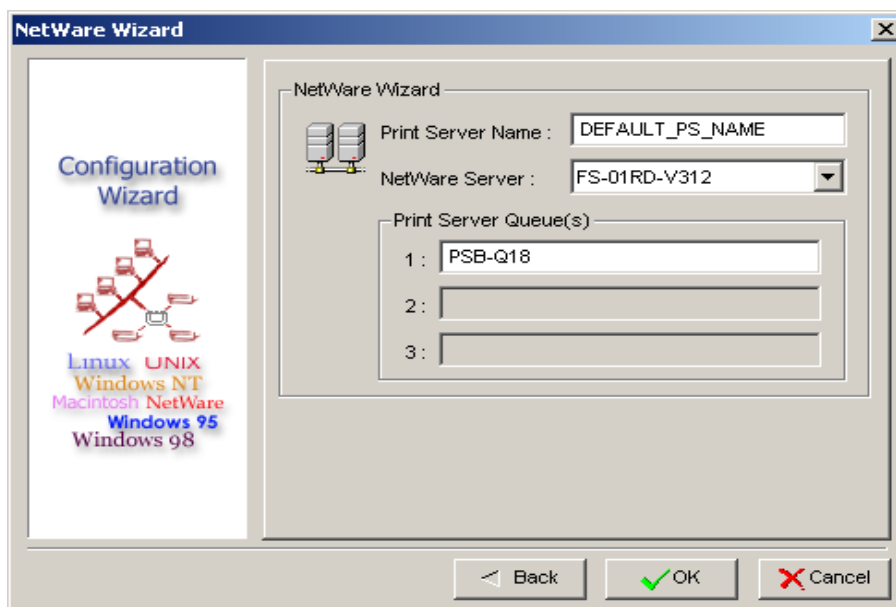 NetWare Wizard
Configuration
Wizard
Linux UNIX
Windows NT
Macintosh NetWare
Windows 95
Windows 98
NetWare Wizard
Print Server Name :
DEFAULT_PS_NAME
NetWare Server :
FS-01RD-V312
Print Server Queue(s)
1 : PSB-Q18
2 :
3 :
< Back
OK
Cancel